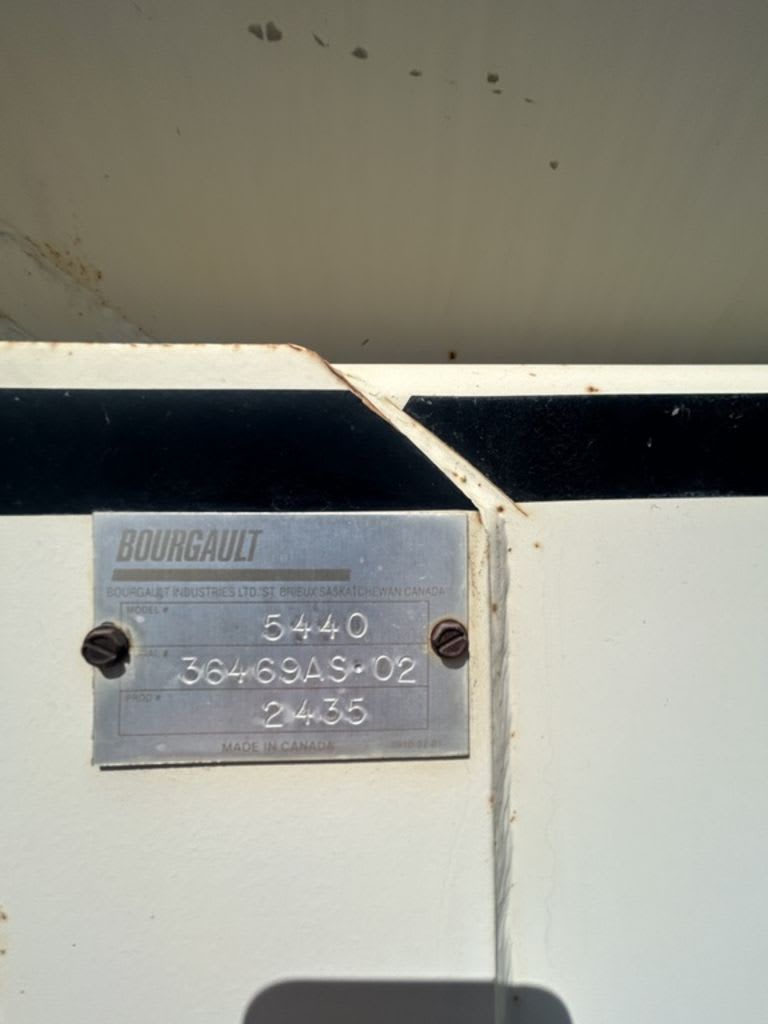 BOURGAULT
BOURGAULT INDUSTRIES LTD. ST. BRIEUX SASKATCHEWAN CANADA
MODEL #
5440
36469AS·02
PROD #
2435
MADE IN CANADA